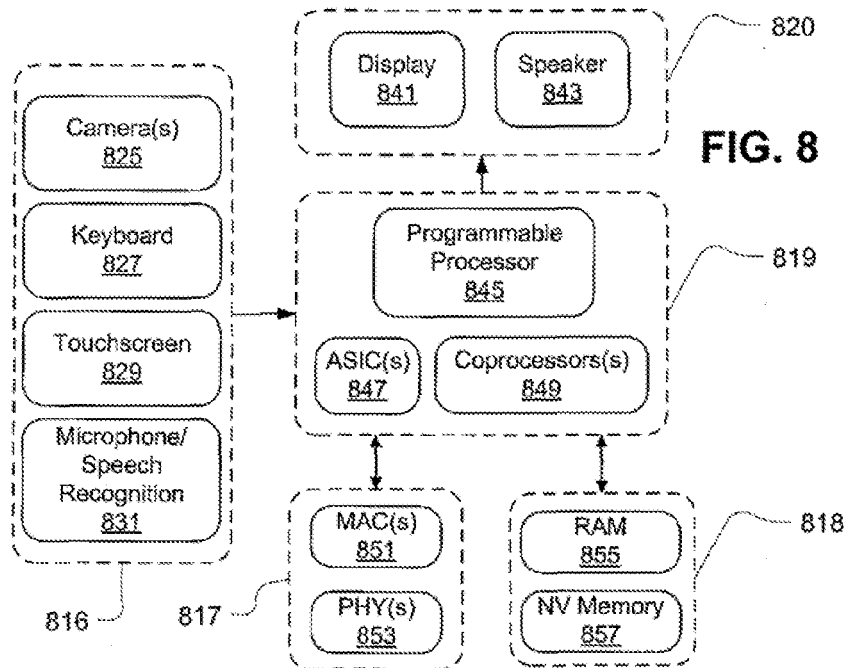 820
Display
841
Speaker
843
FIG. 8
Camera(s)
825
Keyboard
827
Touchscreen
829
Microphone/
Speech
Recognition
831
816
Programmable
Processor
845
ASIC(s)
847
Coprocessors(s)
849
819
MAC(s)
851
PHY(s)
853
817
RAM
855
NV Memory
857
818